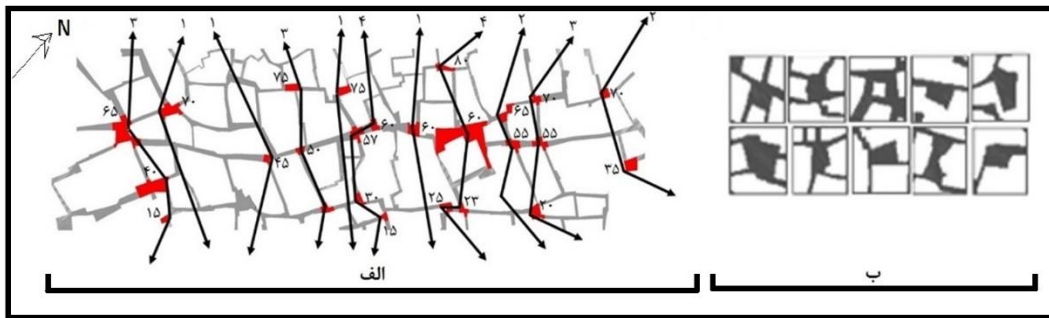 N
۳ ۱ ۱ ۳ ۱ ۴ ۱ ۴ ۲ ۳ ۲
۸۰
۷۵ ۷۵ ۷۰
۶۵ ۷۰ ۶۵ ۷۰
۶۰ ۶۰ ۶۰
۵۷ ۵۵ ۵۵
۴۵ ۵۰
۴۰ ۳۵
۱۵ ۳۰ ۱۵ ۲۵ ۲۳ ۲۰
الف
ب